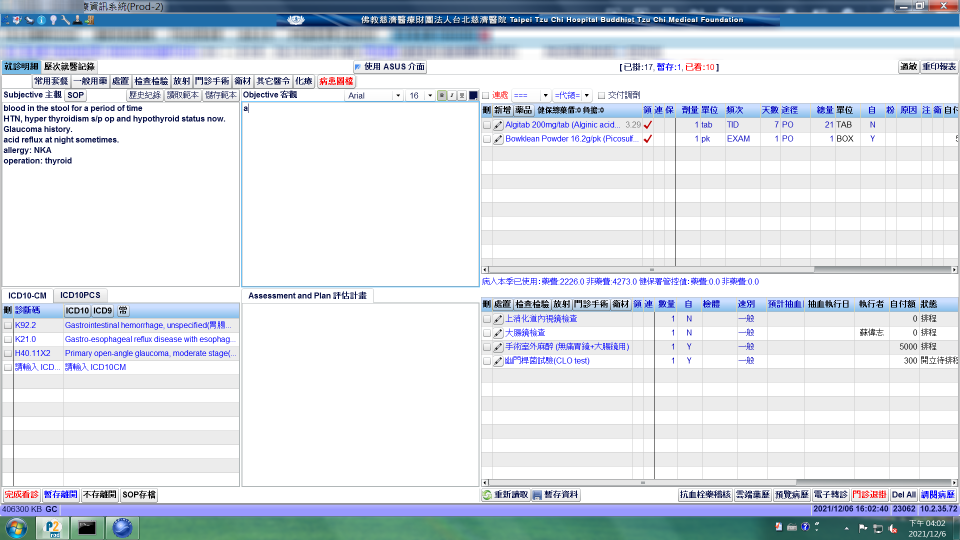 資訊系統(Prod-2)
佛教慈濟醫療財團法人台北慈濟醫院 Taipei Tzu Chi Hospital Buddhist Tzu Chi Medical Foundation
就診明細 歷次就醫記錄 使用 ASUS 介面 [已掛:17, 暫存:1, 已看:10 ] 過敏 重印報表
常用套餐 一般用藥 處置 檢查檢驗 放射 門診手術 衛材 其它醫令 化療 病患圖檔
Subjective 主觀 SOP 歷史紀錄 讀取範本 儲存範本 Objective 客觀 Arial 16 B I U
blood in the stool for a period of time
HTN, hyper thyroidism s/p op and hypothyroid status now.
Glaucoma history.
acid reflux at night sometimes.
allergy: NKA
operation: thyroid
a
連處 === =代碼= 交付調劑
刪 新增 藥品 健保總藥價:0 待搶:0 領 連 保 劑量 單位 頻次 天數 途徑 總量 單位 自 粉 原因 注 衛 自付
Algitab 200mg/tab (Alginic acid... 3.29 1 tab TID 7 PO 21 TAB N
Bowklean Powder 16.2g/pk (Picosulf... 1 pk EXAM 1 PO 1 BOX Y
病人本季已使用: 藥費:2226.0 非藥費:4273.0 健保署管控值: 藥費:0.0 非藥費:0.0
ICD10-CM ICD10PCS
刪 診斷碼 ICD10 ICD9 常
K92.2 Gastrointestinal hemorrhage, unspecified(胃腸...
K21.0 Gastro-esophageal reflux disease with esophag...
H40.11X2 Primary open-angle glaucoma, moderate stage(
請輸入 ICD... 請輸入 ICD10CM
Assessment and Plan 評估計畫
刪 處置 檢查檢驗 放射 門診手術 衛材 領 連 數量 自 檢體 速別 預計抽血 抽血執行日 執行者 自付額 狀態
上消化道內視鏡檢查 1 N 一般 0 排程
大腸鏡檢查 1 N 一般 蘇偉志 0 排程
手術室外麻醉 (無痛胃鏡+大腸鏡用) 1 Y 一般 5000 排程
幽門桿菌試驗(CLO test) 1 Y 一般 300 開立待排程
完成看診 暫存離開 不存離開 SOP存檔 重新讀取 暫存資料 抗血栓藥稽核 雲端藥歷 預覽病歷 電子轉診 門診退掛 Del All 調閱病歷
406300 KB GC 2021/12/06 16:02:40 23062 10.2.35.72
下午 04:02
2021/12/6